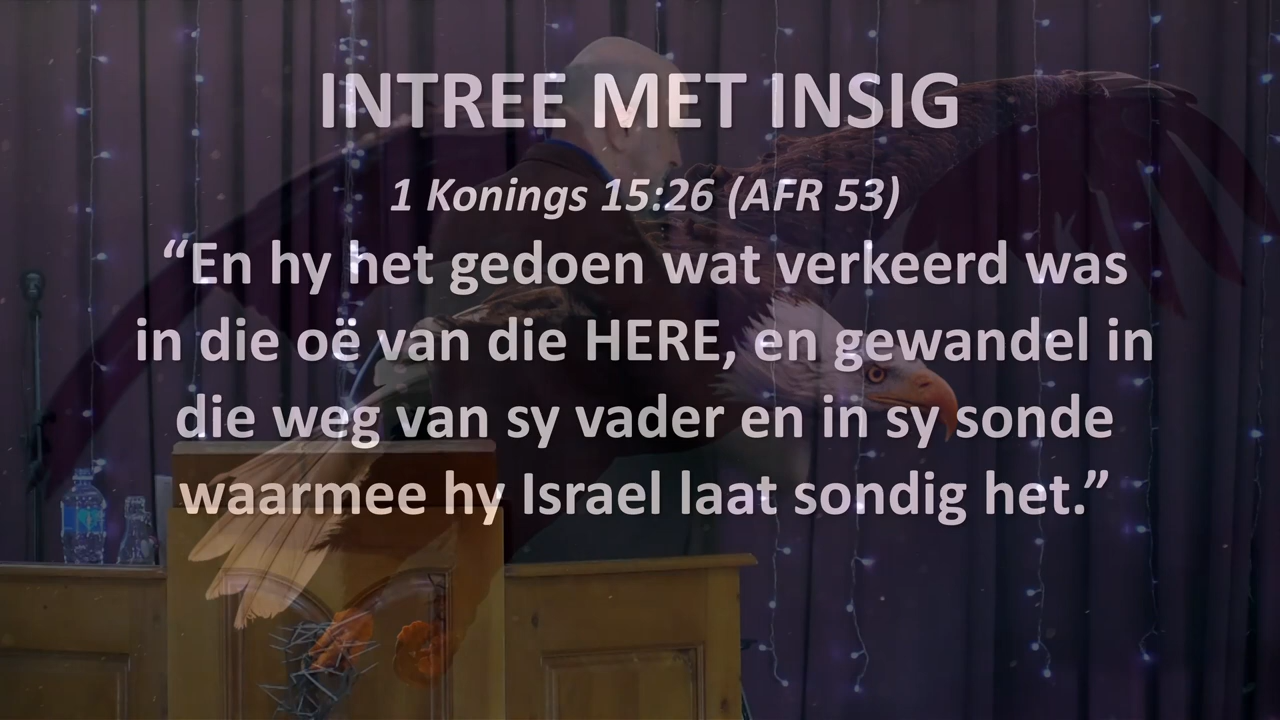 INTREE MET INSIG
1 Konings 15:26 (AFR 53)
“En hy het gedoen wat verkeerd was
in die oë van die HERE, en gewandel in
die weg van sy vader en in sy sonde
waarmee hy Israel laat sondig het.”